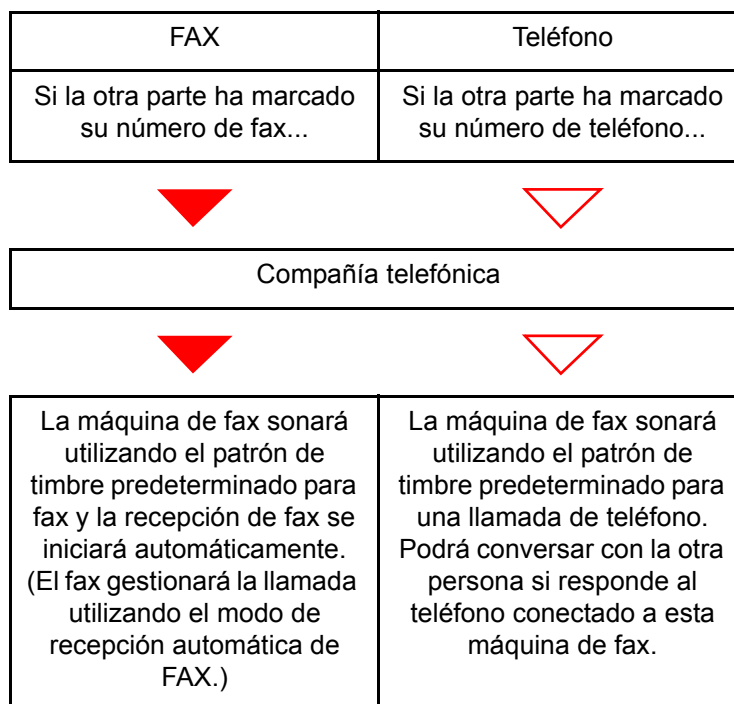 FAX
Teléfono
Si la otra parte ha marcado
su número de fax...
Si la otra parte ha marcado
su número de teléfono...
Compañía telefónica
La máquina de fax sonará
utilizando el patrón de
timbre predeterminado para
fax y la recepción de fax se
iniciará automáticamente.
(El fax gestionará la llamada
utilizando el modo de
recepción automática de
FAX.)
La máquina de fax sonará
utilizando el patrón de
timbre predeterminado para
una llamada de teléfono.
Podrá conversar con la otra
persona si responde al
teléfono conectado a esta
máquina de fax.